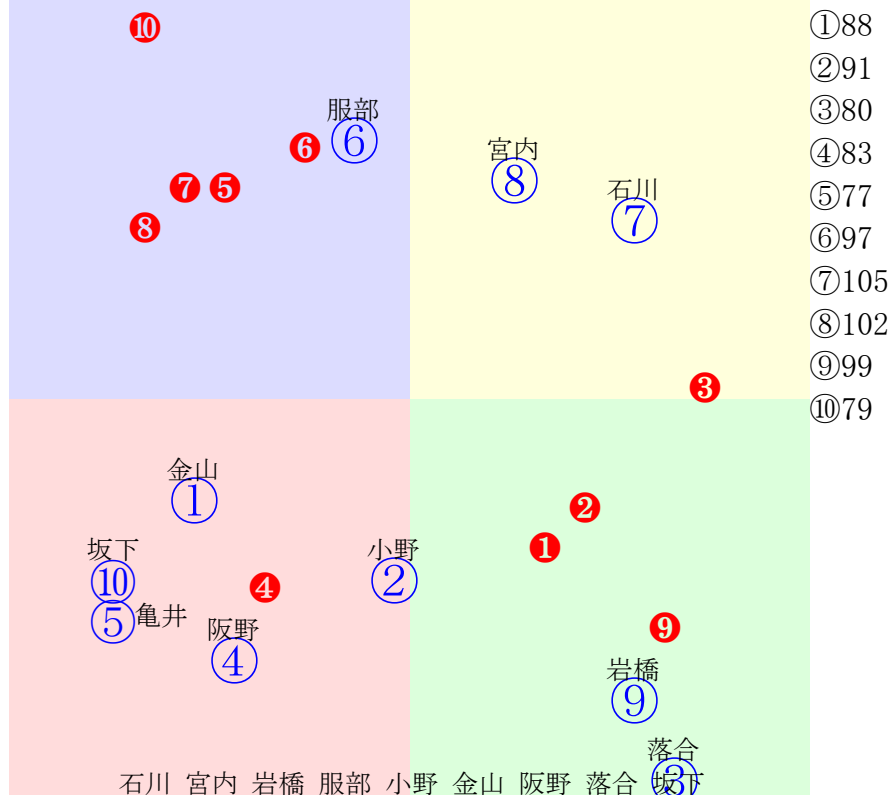 ❿
①88
②91
③80
④83
⑤77
⑥97
⑦105
⑧102
⑨99
⑩79
服部
⑥
❻
宮内
⑧
❼
❺
石川
⑦
❽
❸
金山
①
❷
❶
坂下
⑩
小野
②
❹
⑤
亀井
阪野
④
❾
岩橋
⑨
落合
③
石川 宮内 岩橋 服部 小野 金山 阪野 落合 坂下